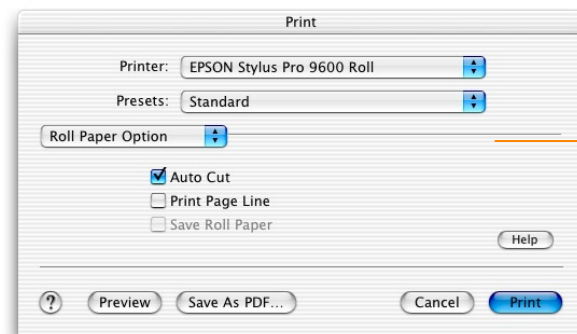 Print
Printer: EPSON Stylus Pro 9600 Roll
Presets: Standard
Roll Paper Option
Auto Cut
Print Page Line
Save Roll Paper
Help
? Preview Save As PDF... Cancel Print